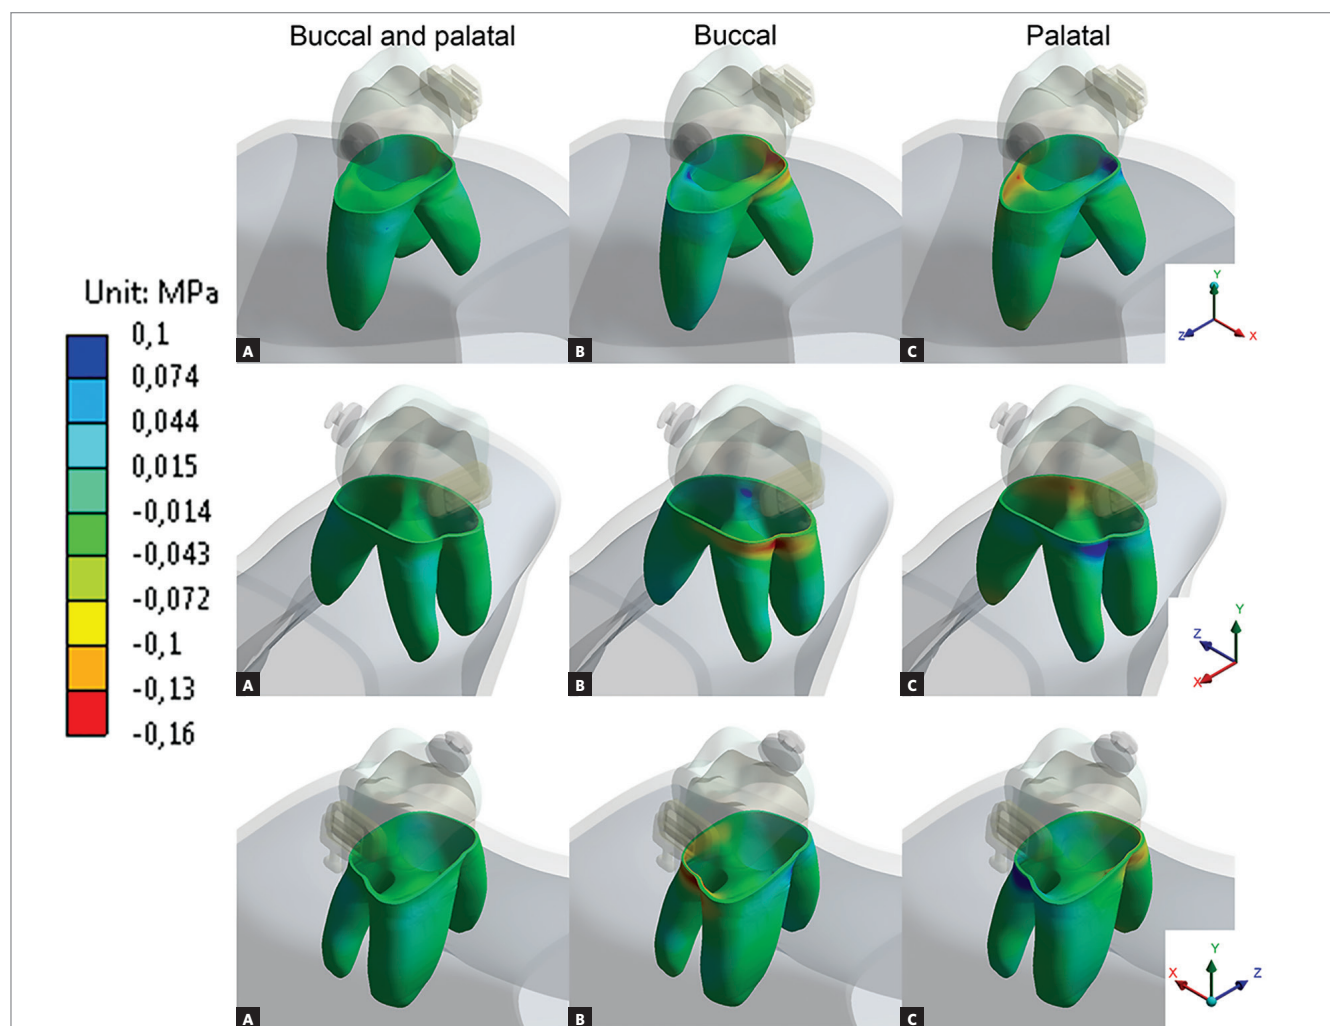 Buccal and palatal
Buccal
Palatal
Unit: MPa
0,1
0,074
0,044
0,015
-0,014
-0,043
-0,072
-0,1
-0,13
-0,16
A
B
C
Y
Z
X
A
B
C
Y
Z
X
A
B
C
Y
X
Z